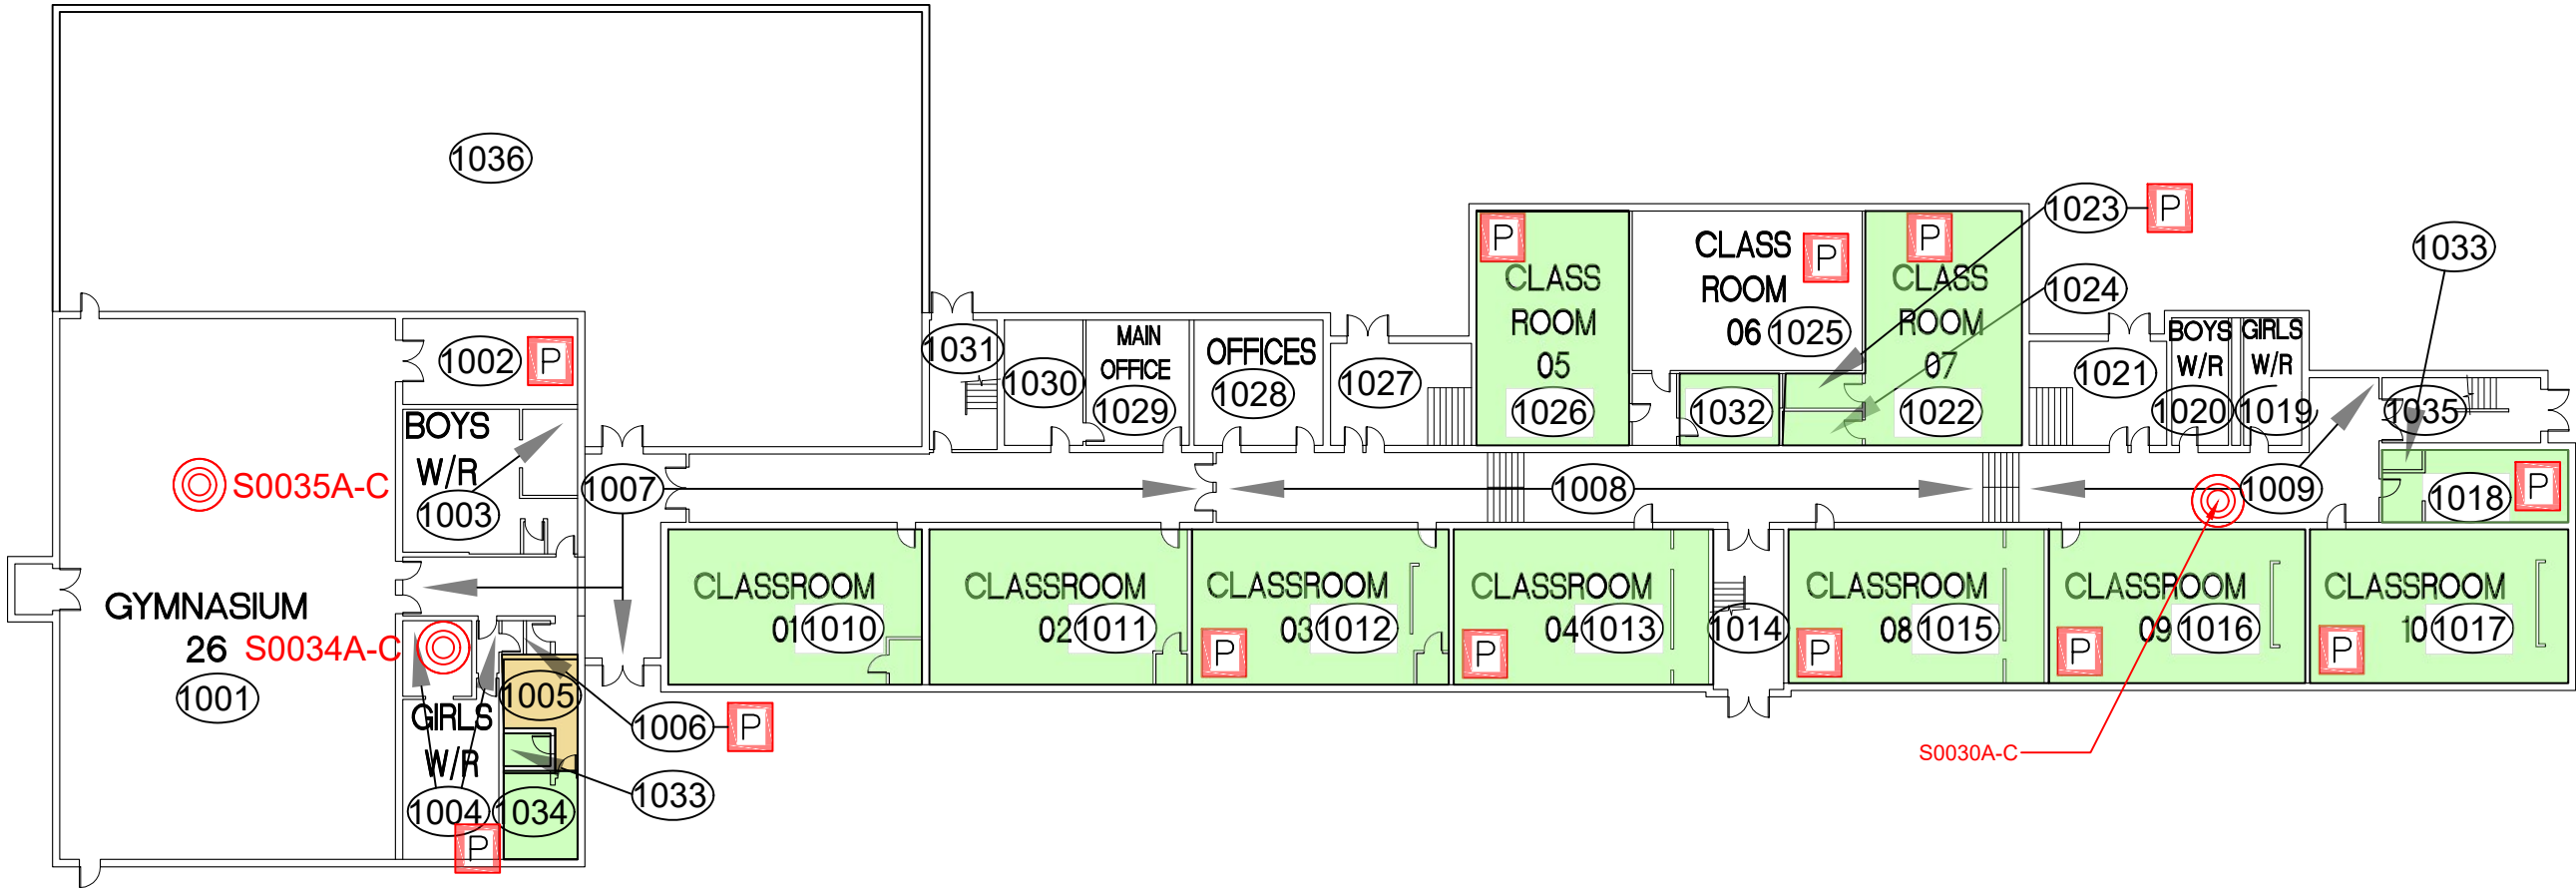 1036
1023 P
1033
1024
P
CLASS
ROOM
05
1026
CLASS
ROOM
06 1025
P
P
CLASS
ROOM
07
1022
1032
1002 P
1031
1030
MAIN
OFFICE
1029
OFFICES
1028
1027
1021
BOYS
W/R
1020
GIRLS
W/R
1019
1035
BOYS
W/R
1003
S0035A-C
1007
1008
1009
1018 P
GYMNASIUM
26
1001
S0034A-C
CLASSROOM
01 1010
CLASSROOM
02 1011
CLASSROOM
03 1012
P
CLASSROOM
04 1013
P
1014
CLASSROOM
08 1015
P
CLASSROOM
09 1016
P
CLASSROOM
10 1017
P
1005
GIRLS
W/R
1004
P
1006 P
1033
1034
S0030A-C